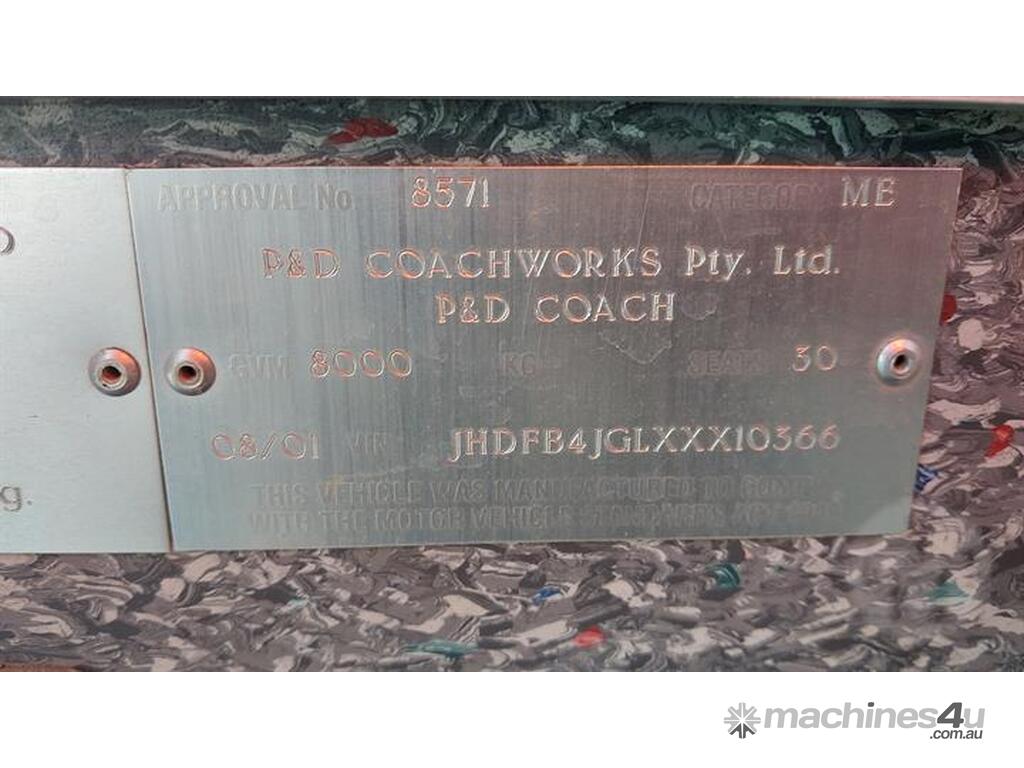 APPROVAL No. 8571 CATEGORY ME
P&D COACHWORKS Pty. Ltd.
P&D COACH
GVM 8000 KG SEATS 30
08/01 VIN JHDFB4JGLXXX10366
THIS VEHICLE WAS MANUFACTURED TO COMPLY
WITH THE MOTOR VEHICLE STANDARDS ACT
g.
machines4u
.com.au